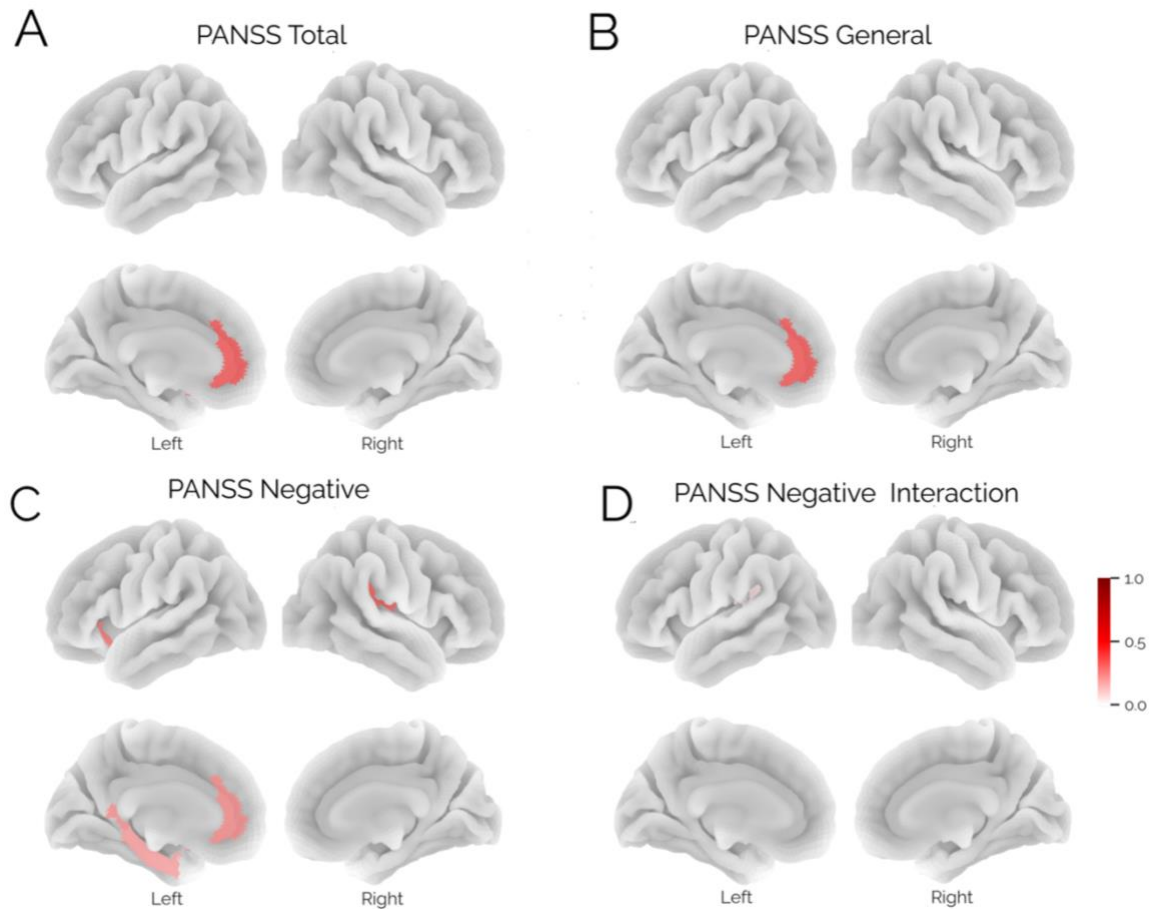 A
PANSS Total
B
PANSS General
Left
Right
Left
Right
C
PANSS Negative
D
PANSS Negative Interaction
1.0
0.5
0.0
Left
Right
Left
Right